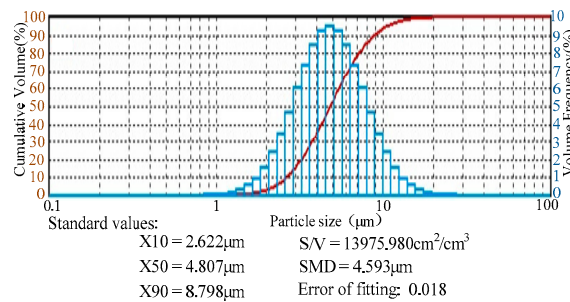 Cumulative Volume(%)
100
90
80
70
60
50
40
30
20
10
0
10
9
8
7
6
5
4
3
2
1
0
Volume Frequency(%)
0.1
1
10
100
Particle size（μm）
Standard values:
X10＝2.622μm
S/V＝13975.980cm²/cm³
X50＝4.807μm
SMD＝4.593μm
X90＝8.798μm
Error of fitting: 0.018